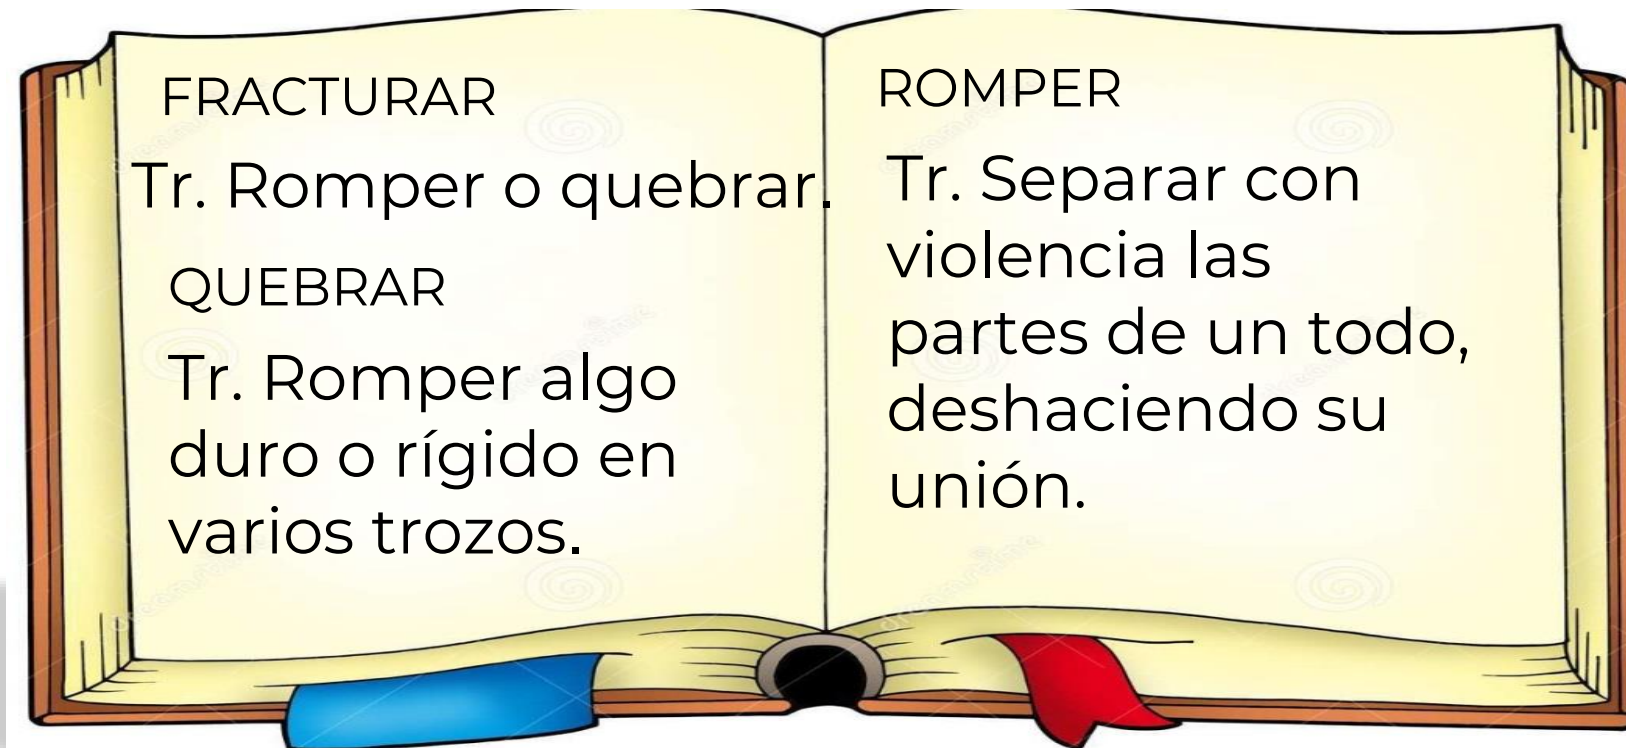 FRACTURAR
Tr. Romper o quebrar.
QUEBRAR
Tr. Romper algo
duro o rígido en
varios trozos.
ROMPER
Tr. Separar con
violencia las
partes de un todo,
deshaciendo su
unión.